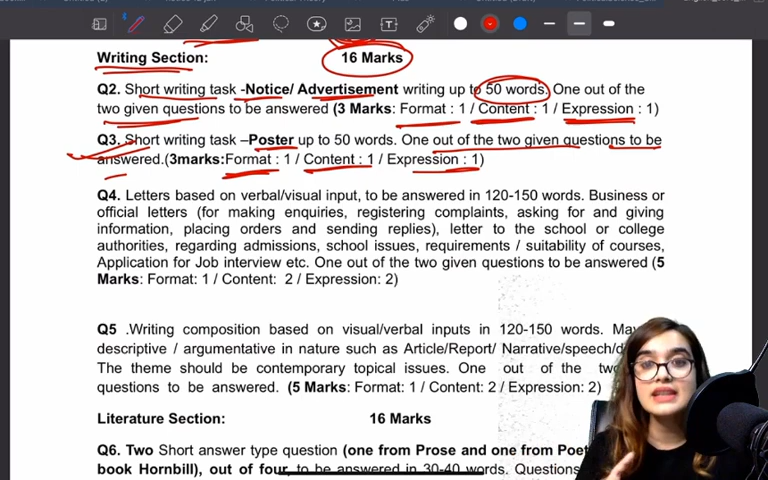 Writing Section: 16 Marks
Q2. Short writing task -Notice/ Advertisement writing up to 50 words. One out of the
two given questions to be answered (3 Marks: Format : 1 / Content : 1 / Expression : 1)
Q3. Short writing task –Poster up to 50 words. One out of the two given questions to be
answered.(3marks:Format : 1 / Content : 1 / Expression : 1)
Q4. Letters based on verbal/visual input, to be answered in 120-150 words. Business or
official letters (for making enquiries, registering complaints, asking for and giving
information, placing orders and sending replies), letter to the school or college
authorities, regarding admissions, school issues, requirements / suitability of courses,
Application for Job interview etc. One out of the two given questions to be answered (5
Marks: Format: 1 / Content: 2 / Expression: 2)
Q5 .Writing composition based on visual/verbal inputs in 120-150 words. May
descriptive / argumentative in nature such as Article/Report/ Narrative/speech/d
The theme should be contemporary topical issues. One out of the two
questions to be answered. (5 Marks: Format: 1 / Content: 2 / Expression: 2)
Literature Section: 16 Marks
Q6. Two Short answer type question (one from Prose and one from Poet
book Hornbill), out of four, to be answered in 30-40 words. Questions